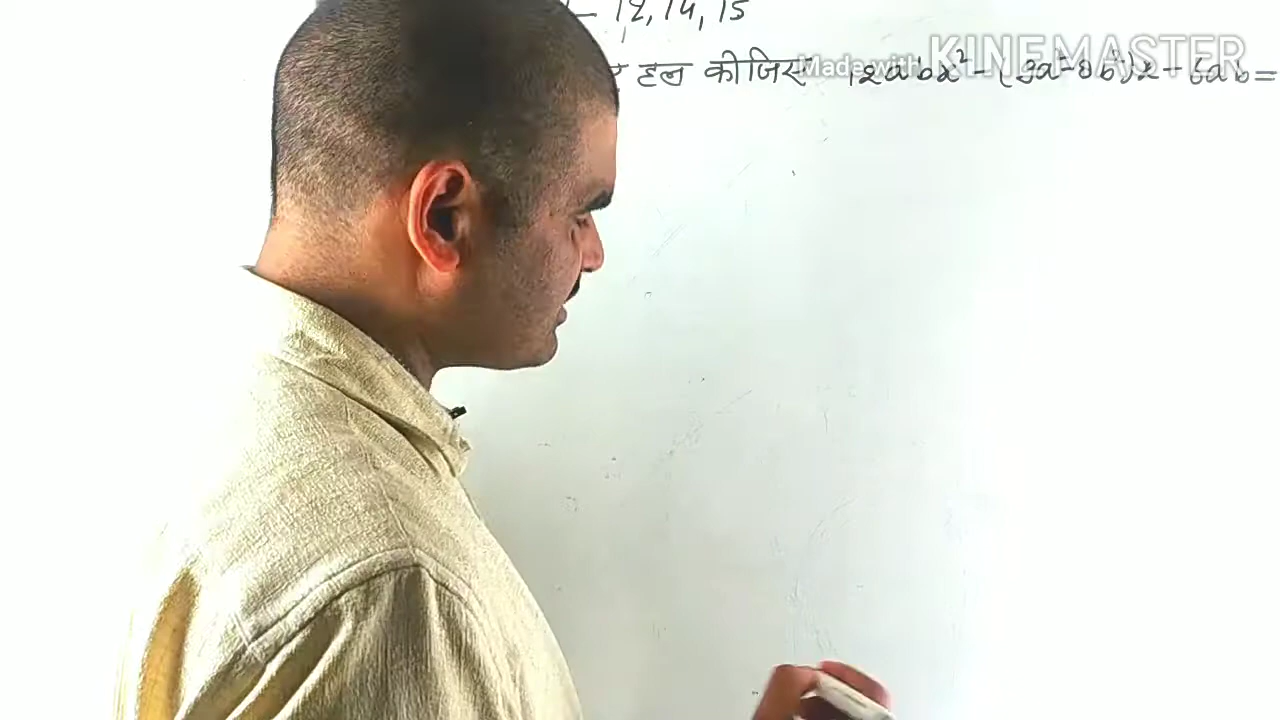 12, 14, 15
हल कीजिए 12abx² - (9a² - 8b²)x - 6ab =
Made with KINEMASTER